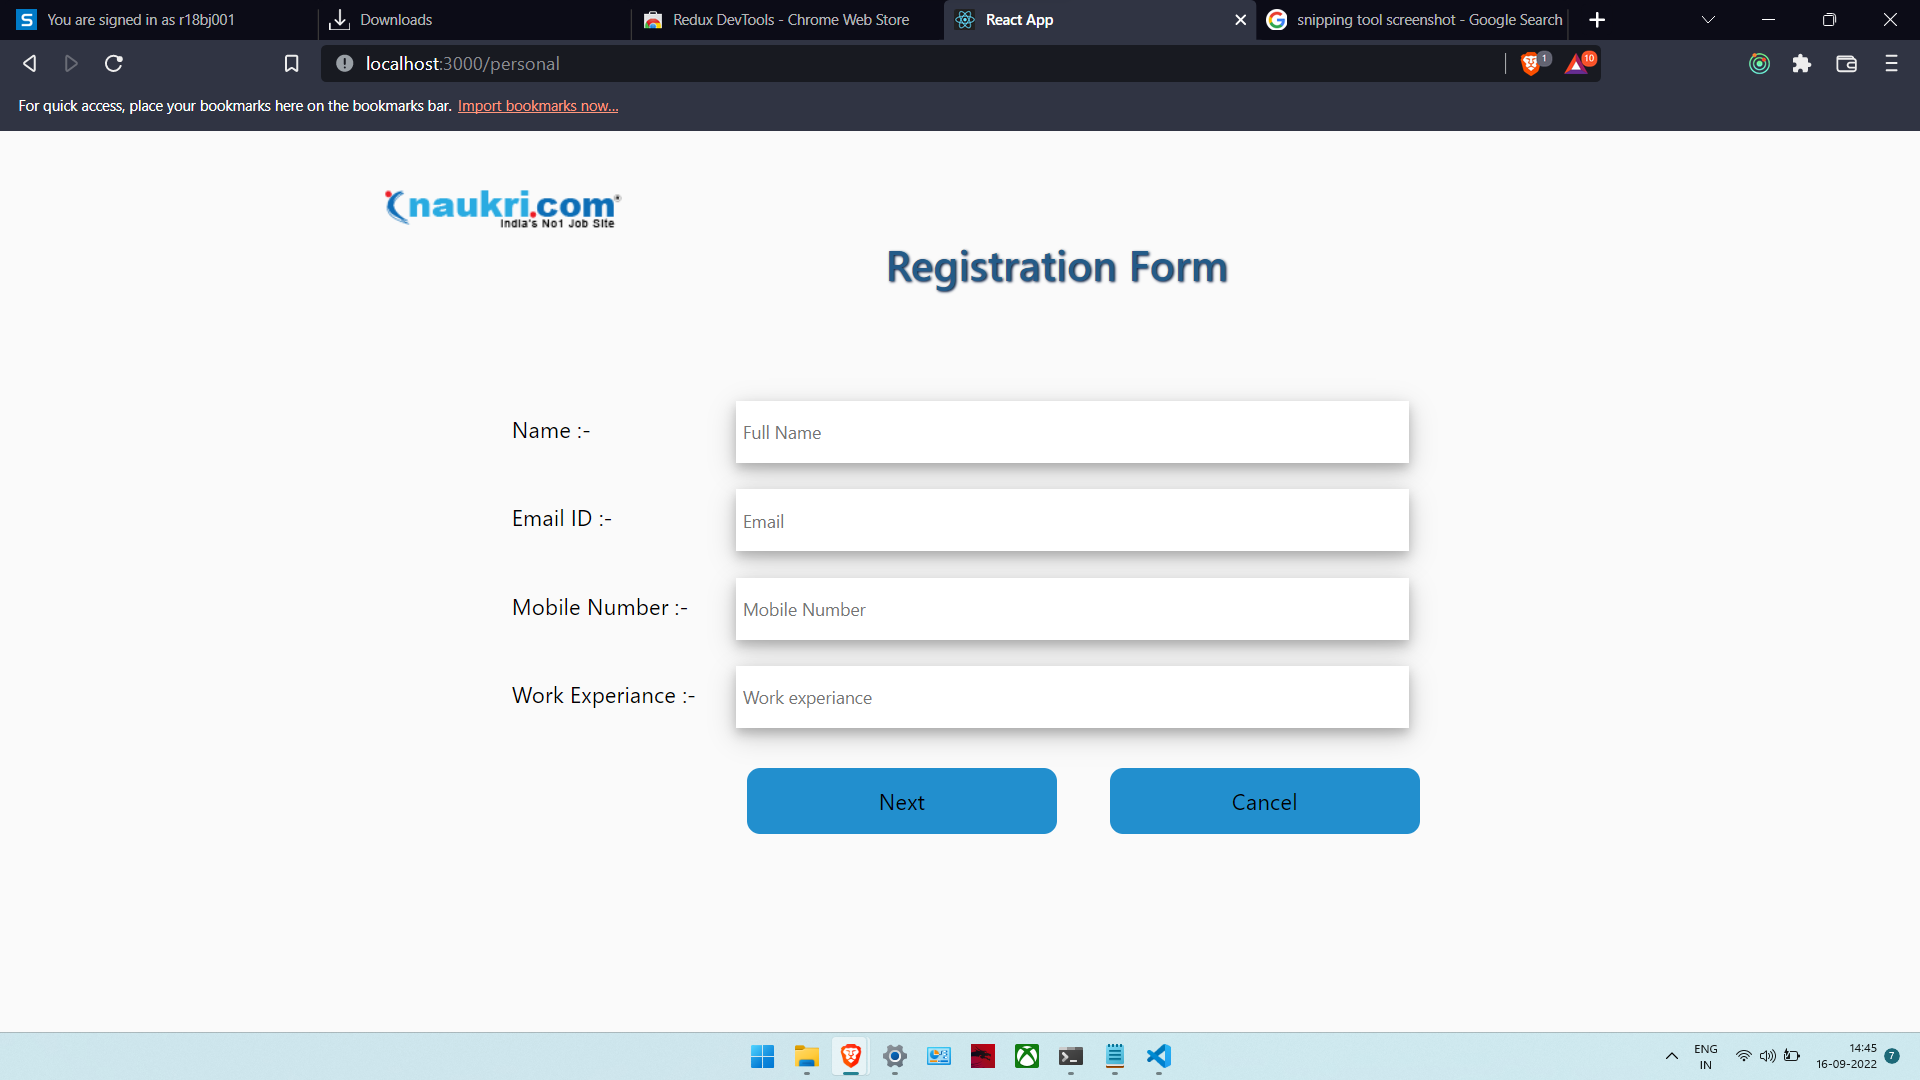 You are signed in as r18bj001
Downloads
Redux DevTools - Chrome Web Store
React App
snipping tool screenshot - Google Search
localhost:3000/personal
1
10
For quick access, place your bookmarks here on the bookmarks bar. Import bookmarks now...
naukri.com
India's No1 Job Site
Registration Form
Name :-
Full Name
Email ID :-
Email
Mobile Number :-
Mobile Number
Work Experiance :-
Work experiance
Next
Cancel
ENG
IN
14:45
16-09-2022
7